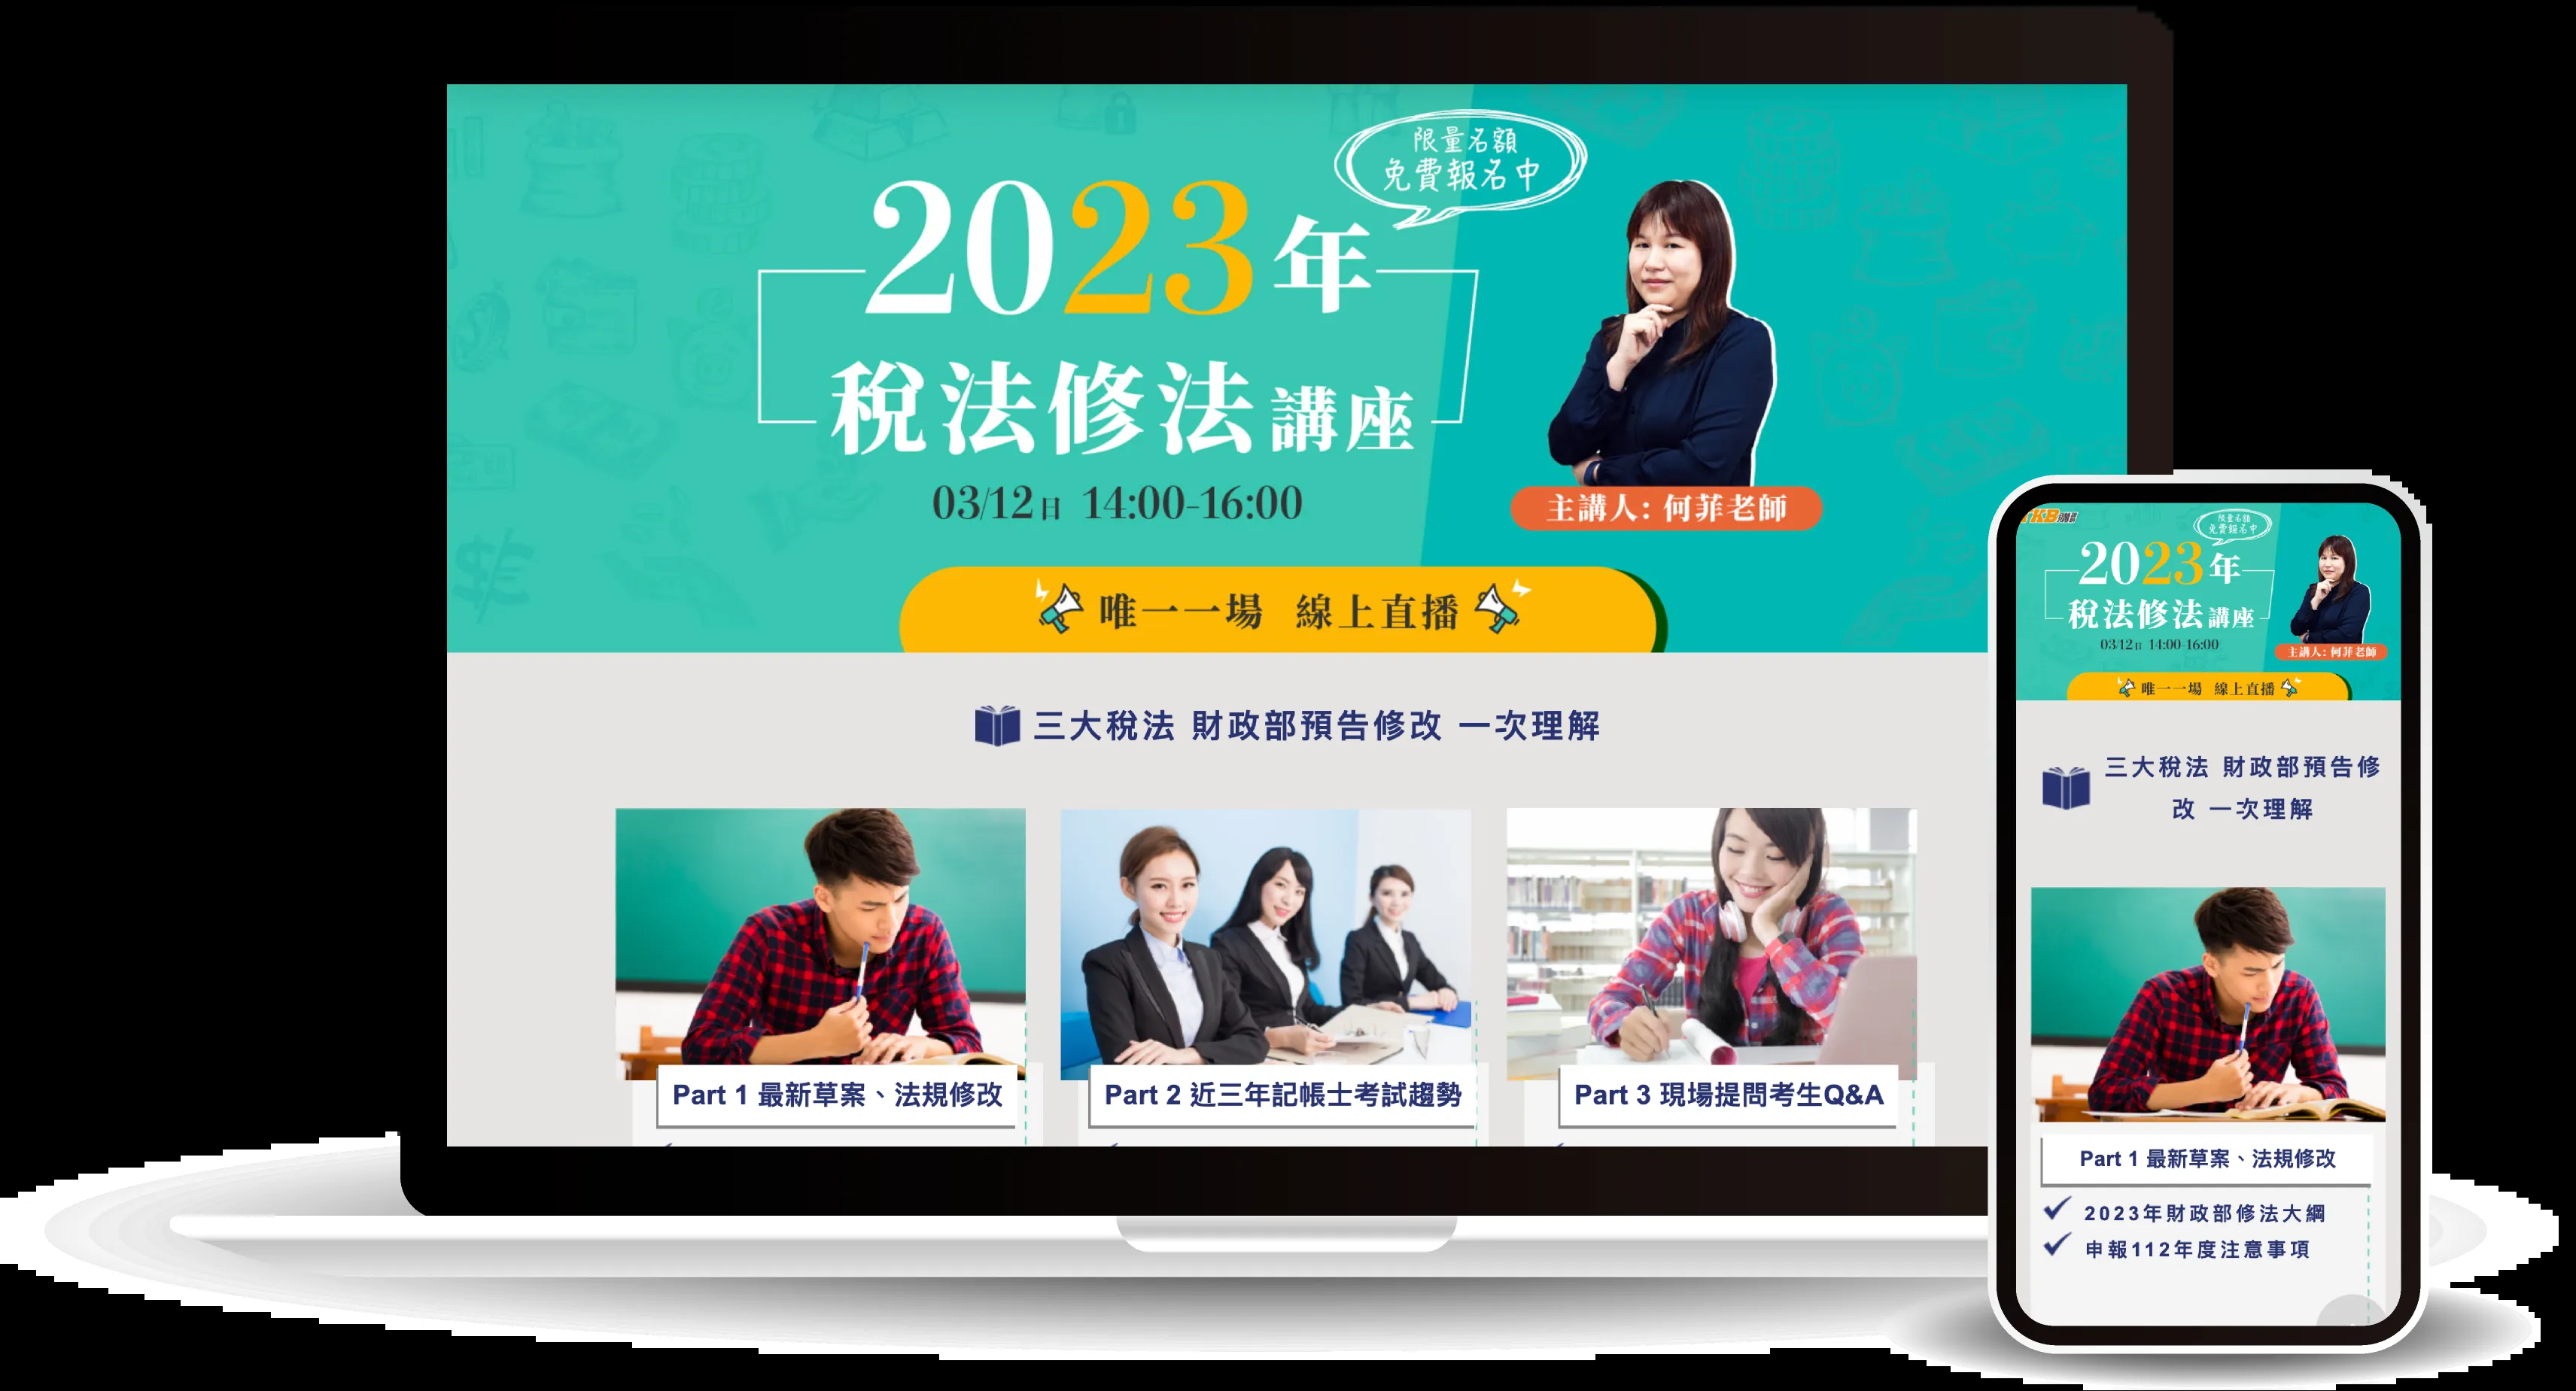 限量名額
免費報名中
2023年
稅法修法講座
03/12日 14:00-16:00
主講人: 何菲老師
唯一一場 線上直播
三大稅法 財政部預告修改 一次理解
Part 1 最新草案、法規修改
Part 2 近三年記帳士考試趨勢
Part 3 現場提問考生Q&A
KB購課
限量名額
免費報名中
2023年
稅法修法講座
03/12日 14:00-16:00
主講人: 何菲老師
唯一一場 線上直播
三大稅法 財政部預告修
改 一次理解
Part 1 最新草案、法規修改
2023年財政部修法大綱
申報112年度注意事項